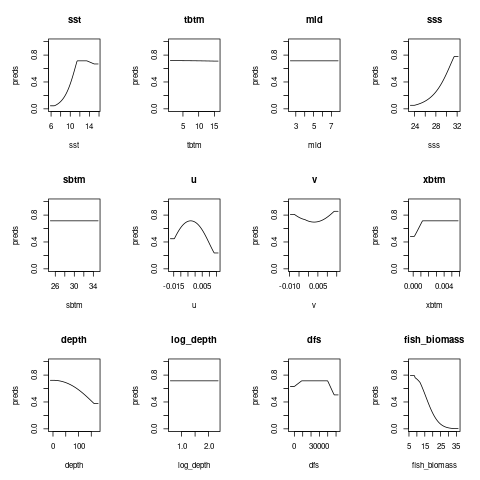 sst
tbtm
mld
sss
preds
0.0 0.4 0.8
6 10 14
sst
preds
0.0 0.4 0.8
5 10 15
tbtm
preds
0.0 0.4 0.8
3 5 7
mld
preds
0.0 0.4 0.8
24 28 32
sss
sbtm
u
v
xbtm
preds
0.0 0.4 0.8
26 30 34
sbtm
preds
0.0 0.4 0.8
-0.015 0.005
u
preds
0.0 0.4 0.8
-0.010 0.005
v
preds
0.0 0.4 0.8
0.000 0.004
xbtm
depth
log_depth
dfs
fish_biomass
preds
0.0 0.4 0.8
0 100
depth
preds
0.0 0.4 0.8
1.0 2.0
log_depth
preds
0.0 0.4 0.8
0 30000
dfs
preds
0.0 0.4 0.8
5 15 25 35
fish_biomass